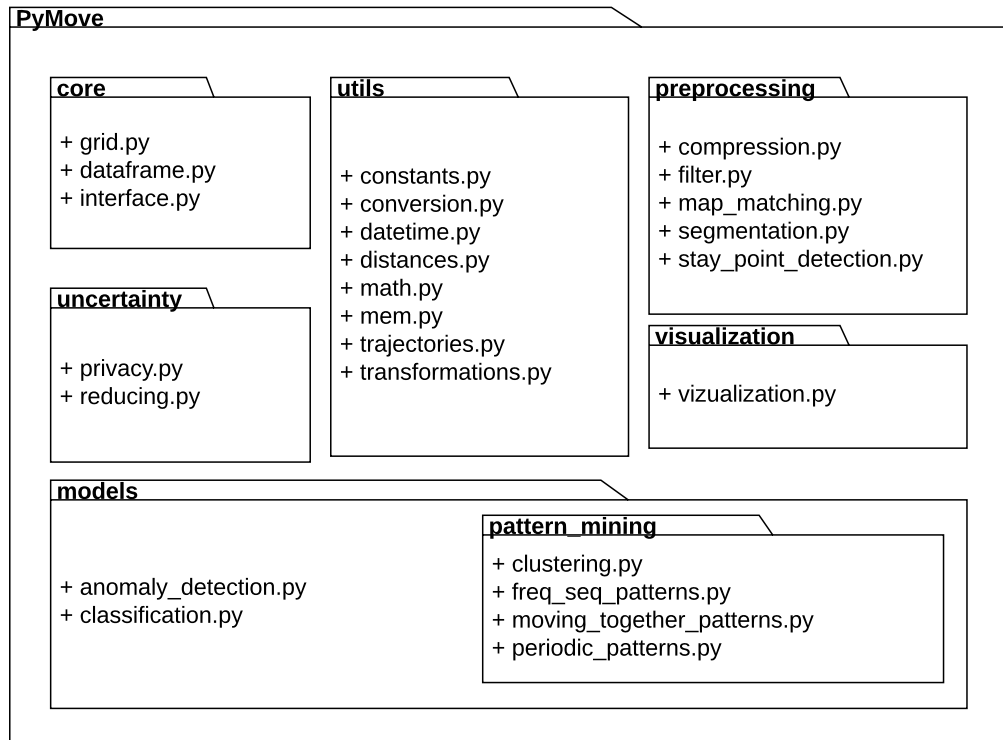 PyMove
core
+ grid.py
+ dataframe.py
+ interface.py
utils
+ constants.py
+ conversion.py
+ datetime.py
+ distances.py
+ math.py
+ mem.py
+ trajectories.py
+ transformations.py
preprocessing
+ compression.py
+ filter.py
+ map_matching.py
+ segmentation.py
+ stay_point_detection.py
uncertainty
+ privacy.py
+ reducing.py
visualization
+ vizualization.py
models
+ anomaly_detection.py
+ classification.py
pattern_mining
+ clustering.py
+ freq_seq_patterns.py
+ moving_together_patterns.py
+ periodic_patterns.py